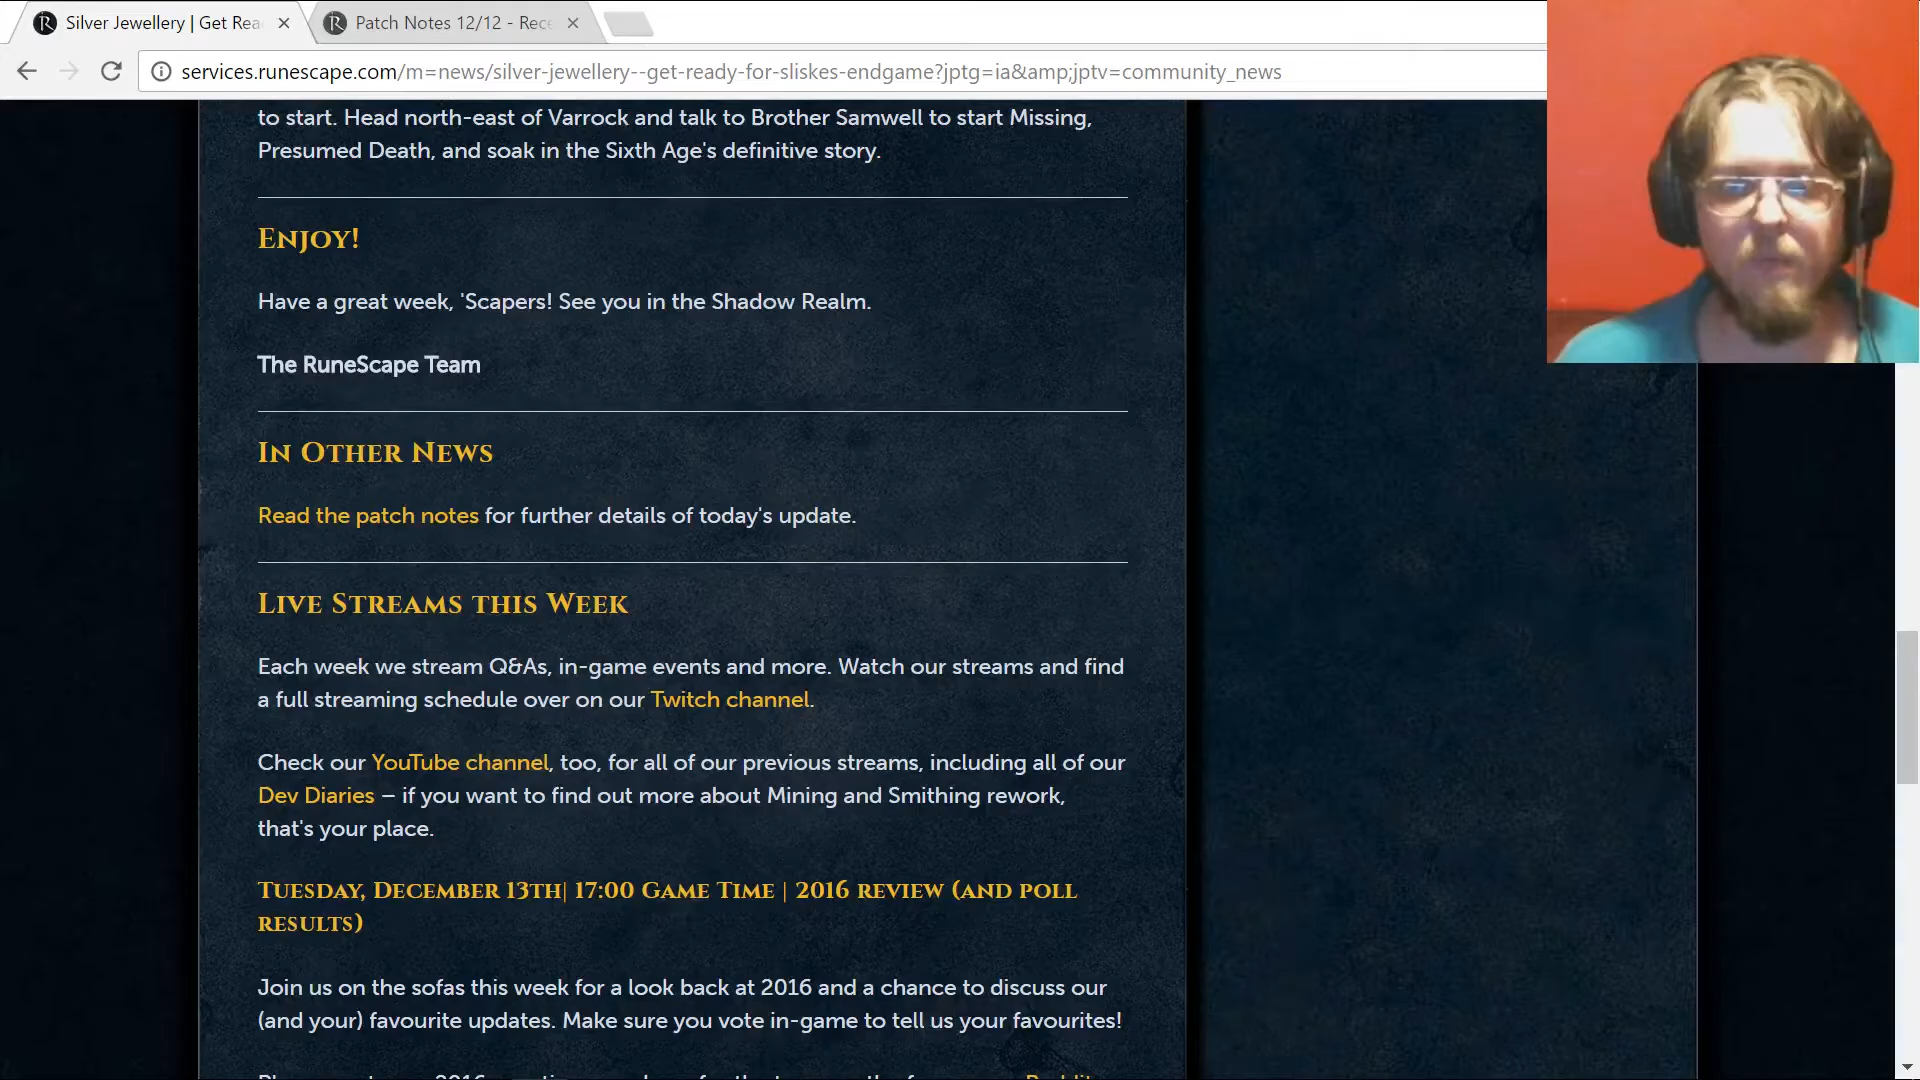 Silver Jewellery | Get Rea
Patch Notes 12/12 - Rece
services.runescape.com/m=news/silver-jewellery--get-ready-for-sliskes-endgame?jptg=ia&amp;jptv=community_news
to start. Head north-east of Varrock and talk to Brother Samwell to start Missing,
Presumed Death, and soak in the Sixth Age's definitive story.
Enjoy!
Have a great week, 'Scapers! See you in the Shadow Realm.
The RuneScape Team
In Other News
Read the patch notes for further details of today's update.
Live Streams this Week
Each week we stream Q&As, in-game events and more. Watch our streams and find
a full streaming schedule over on our Twitch channel.
Check our YouTube channel, too, for all of our previous streams, including all of our
Dev Diaries – if you want to find out more about Mining and Smithing rework,
that's your place.
Tuesday, December 13th| 17:00 Game Time | 2016 review (and poll
results)
Join us on the sofas this week for a look back at 2016 and a chance to discuss our
(and your) favourite updates. Make sure you vote in-game to tell us your favourites!